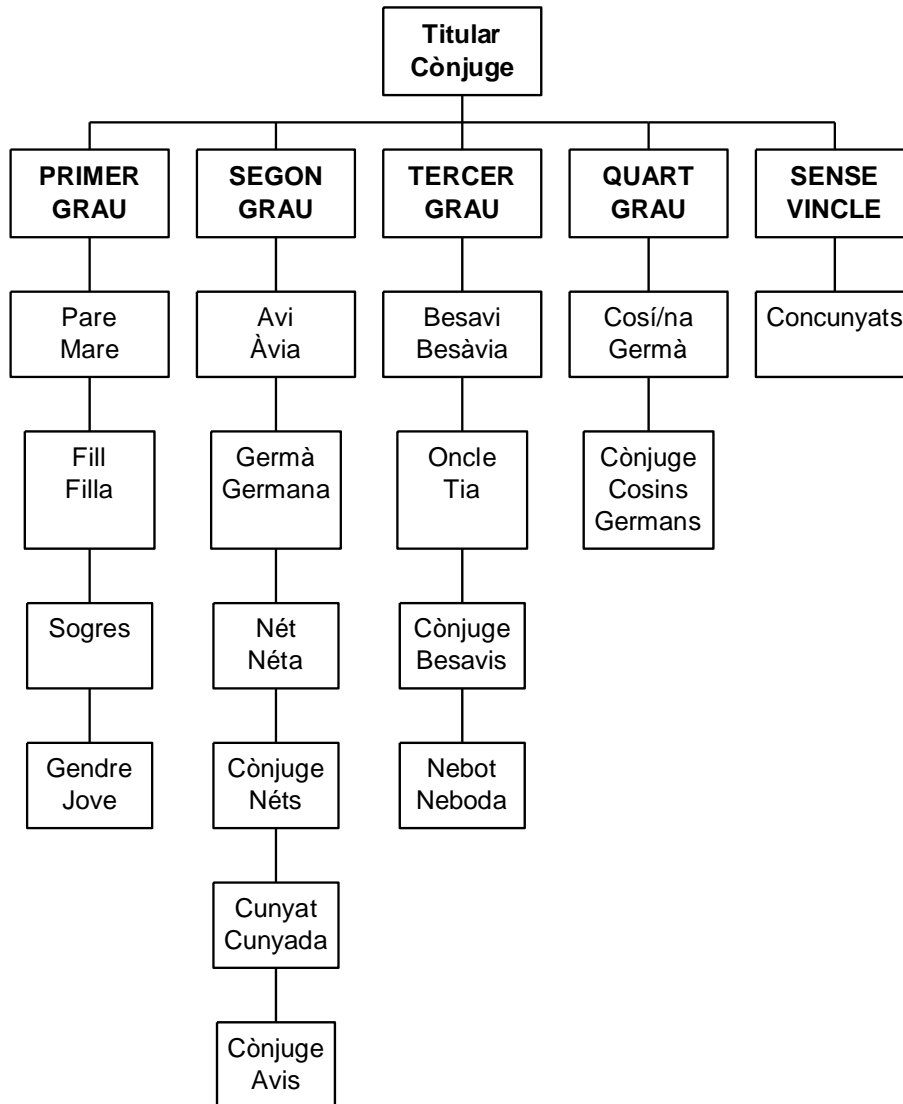 Titular
Cònjuge
PRIMER
GRAU
SEGON
GRAU
TERCER
GRAU
QUART
GRAU
SENSE
VINCLE
Pare
Mare
Avi
Àvia
Besavi
Besàvia
Cosí/na
Germà
Concunyats
Fill
Filla
Germà
Germana
Oncle
Tia
Cònjuge
Cosins
Germans
Sogres
Nét
Néta
Cònjuge
Besavis
Gendre
Jove
Cònjuge
Néts
Nebot
Neboda
Cunyat
Cunyada
Cònjuge
Avis